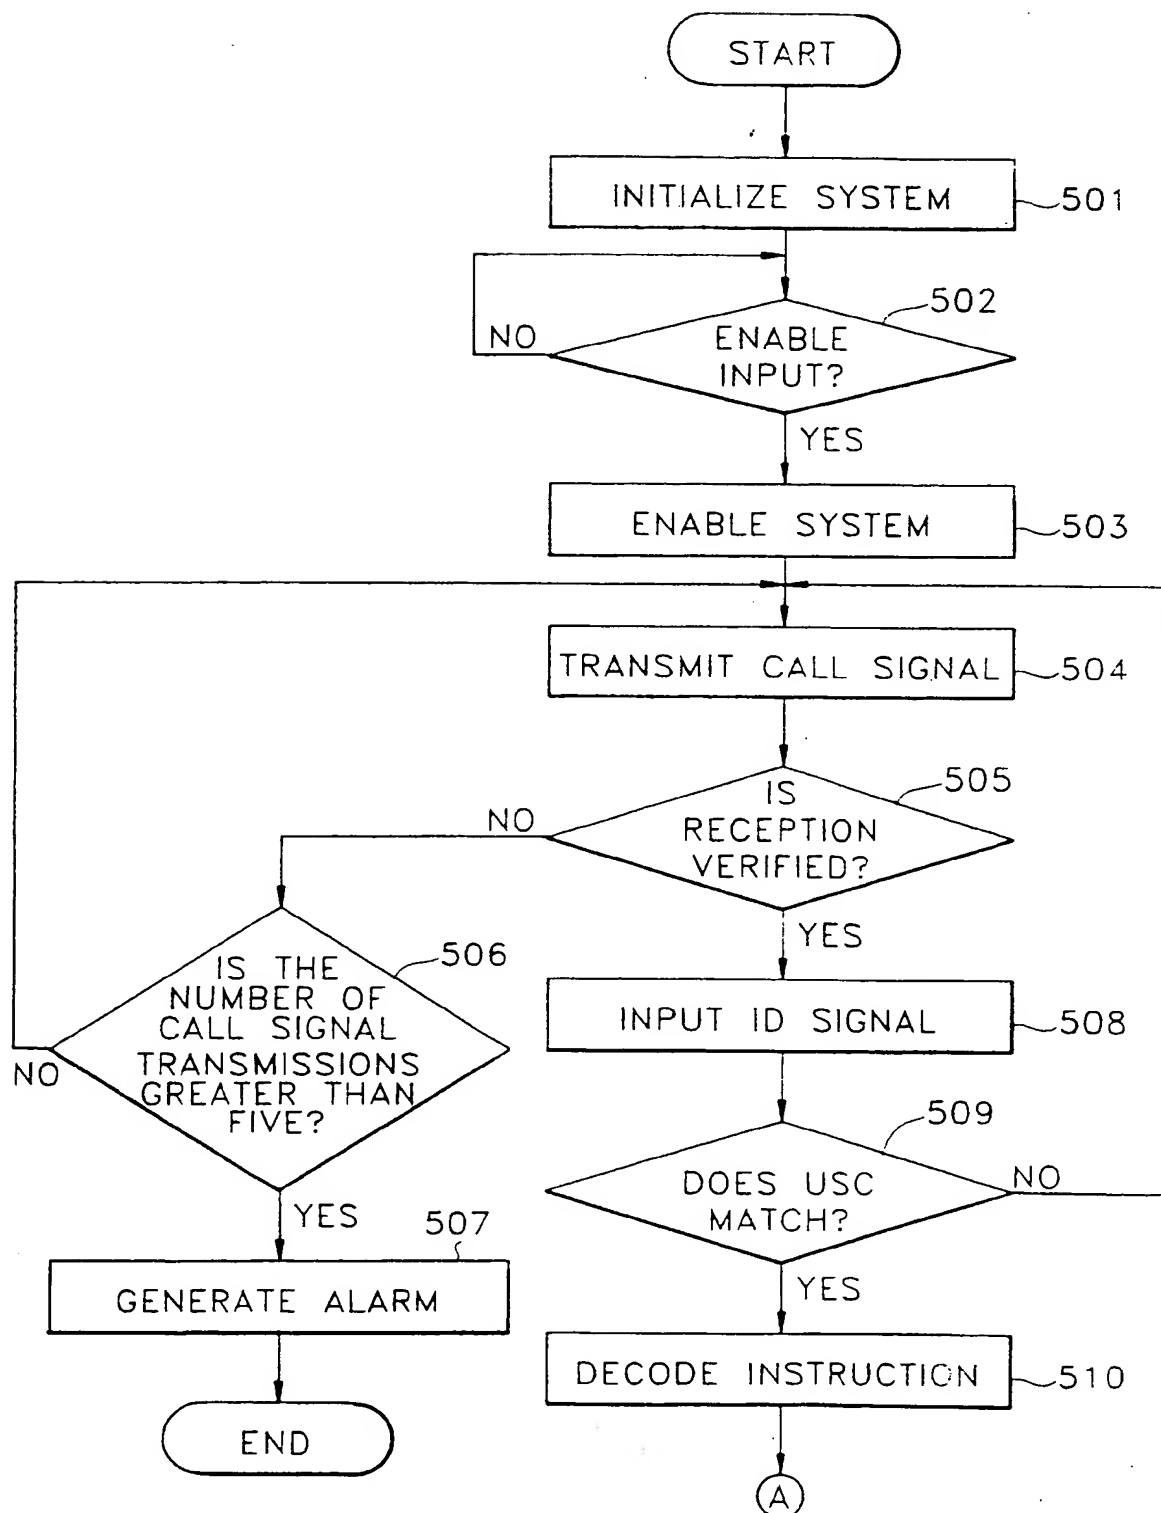 START
INITIALIZE SYSTEM
501
502
ENABLE
INPUT?
NO
YES
ENABLE SYSTEM
503
TRANSMIT CALL SIGNAL
504
505
IS
RECEPTION
VERIFIED?
NO
YES
506
IS THE
NUMBER OF
CALL SIGNAL
TRANSMISSIONS
GREATER THAN
FIVE?
NO
YES
507
GENERATE ALARM
END
INPUT ID SIGNAL
508
509
DOES USC
MATCH?
NO
YES
DECODE INSTRUCTION
510
A